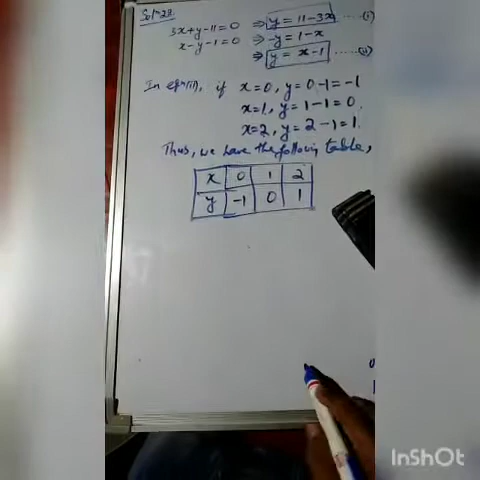 Solⁿ 28.
3x+y-11=0 ⇒ y = 11-3x ......(i)
x-y-1=0 ⇒ -y = 1-x
⇒ y = x-1 ......(ii)
In eqⁿ(ii), if x=0, y=0-1=-1
x=1, y=1-1=0.
x=2, y=2-1=1.
Thus, we have the following table,
x 0 1 2
y -1 0 1
InShOt